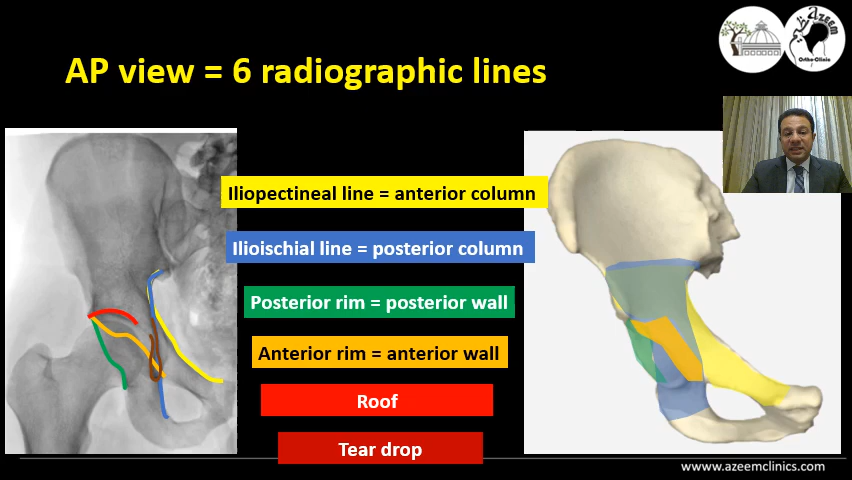 AP view = 6 radiographic lines
Azeem
Ortho-Clinic
Iliopectineal line = anterior column
Ilioischial line = posterior column
Posterior rim = posterior wall
Anterior rim = anterior wall
Roof
Tear drop
www.azeemclinics.com